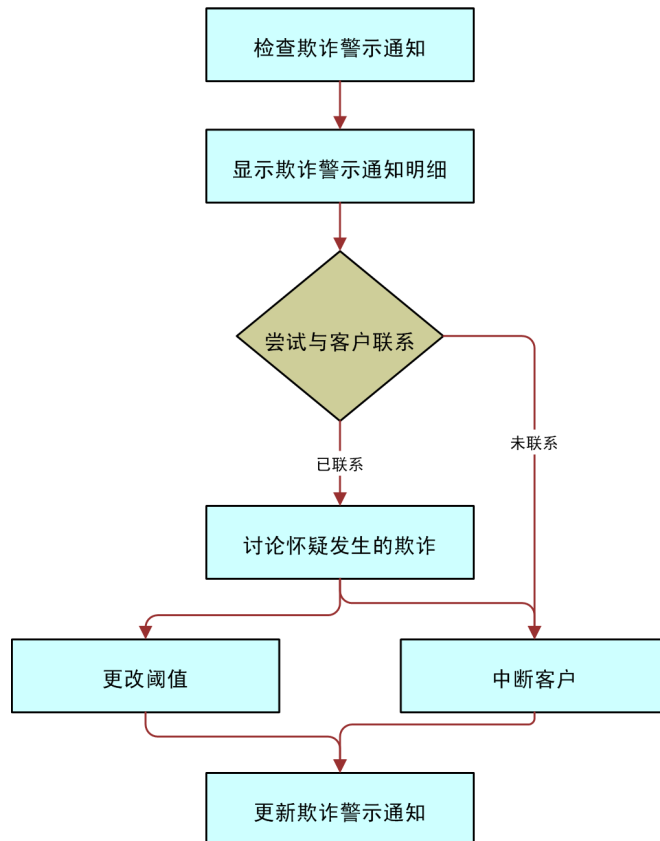 检查欺诈警示通知
显示欺诈警示通知明细
尝试与客户联系
已联系
未联系
讨论怀疑发生的欺诈
更改阈值
中断客户
更新欺诈警示通知